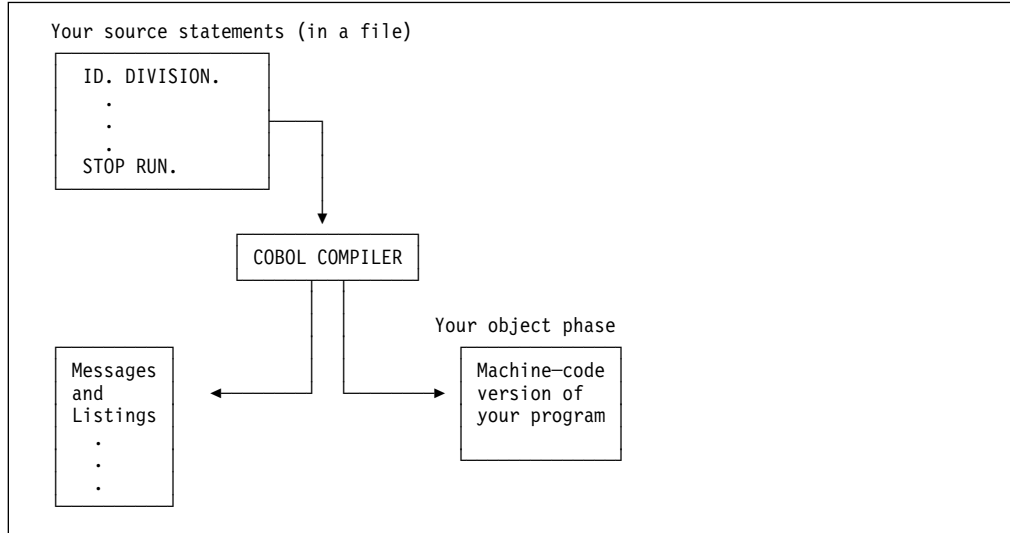 Your source statements (in a file)
ID. DIVISION.
.
.
.
STOP RUN.
COBOL COMPILER
Your object phase
Messages
and
Listings
.
.
.
Machine—code
version of
your program